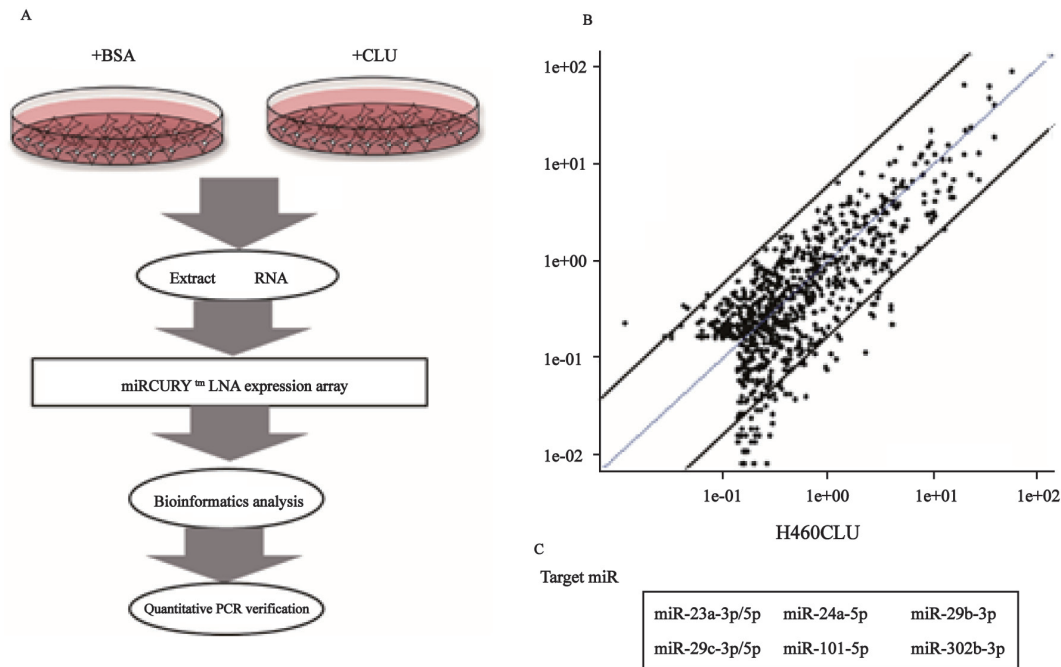 A
+BSA
+CLU
Extract RNA
miRCURY ™ LNA expression array
Bioinformatics analysis
Quantitative PCR verification
B
1e+02
1e+01
1e+00
1e-01
1e-02
1e-01 1e+00 1e+01 1e+02
H460CLU
C
Target miR
miR-23a-3p/5p miR-24a-5p miR-29b-3p
miR-29c-3p/5p miR-101-5p miR-302b-3p